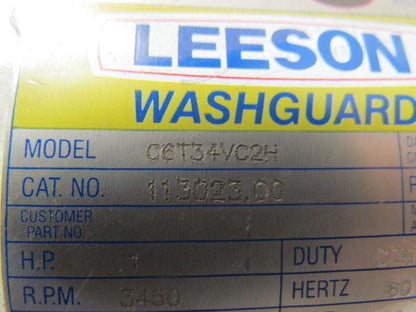 LEESON
WASHGUARD
MODEL C6T34VC2H
CAT. NO. 113023.00
CUSTOMER
PART NO.
H.P. 1 DUTY
R.P.M. 3450 HERTZ 60